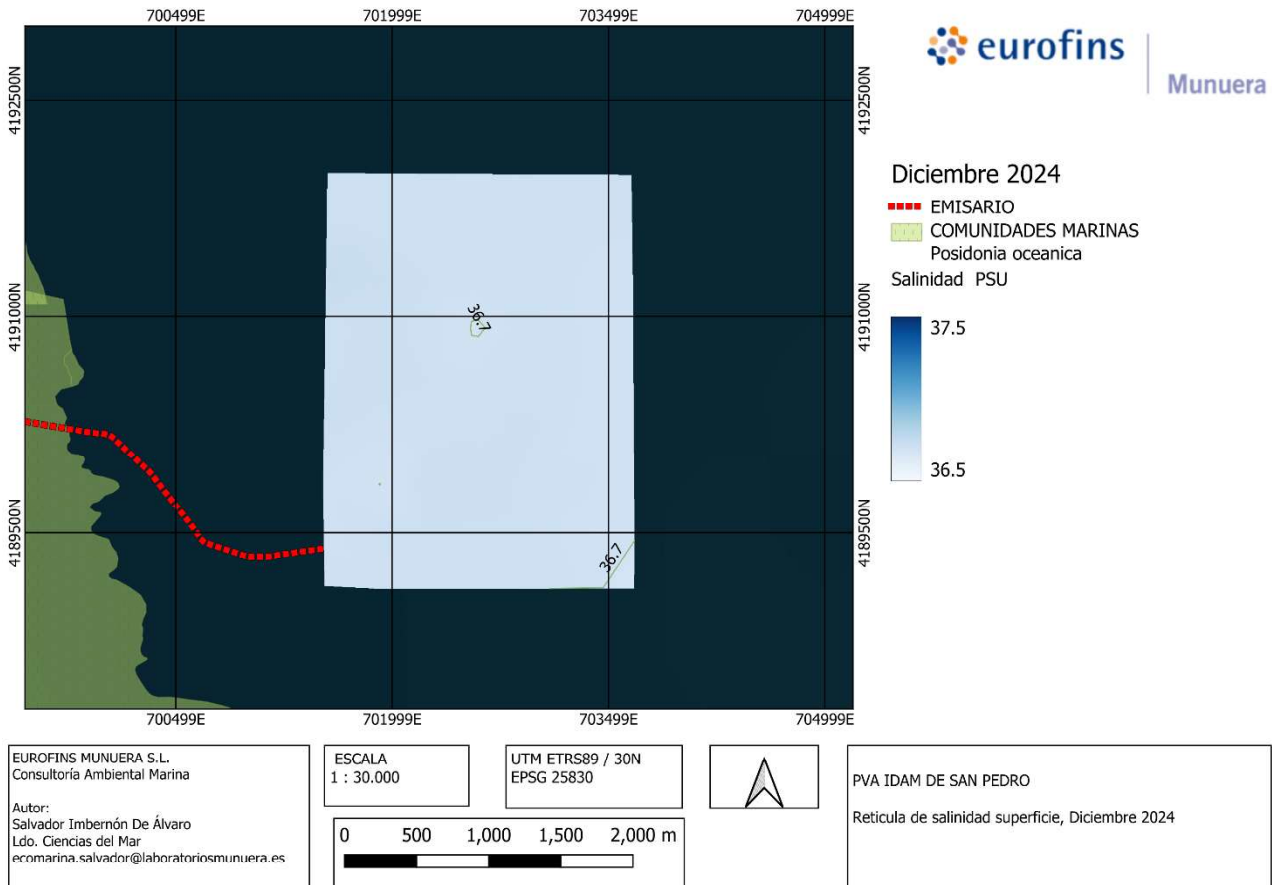 700499E
701999E
703499E
704999E
4192500N
4191000N
4189500N
4192500N
4191000N
4189500N
36.7
36.7
700499E
701999E
703499E
704999E
eurofins
Munuera
Diciembre 2024
EMISARIO
COMUNIDADES MARINAS
Posidonia oceanica
Salinidad PSU
37.5
36.5
EUROFINS MUNUERA S.L.
Consultoría Ambiental Marina
Autor:
Salvador Imbernón De Álvaro
Ldo. Ciencias del Mar
ecomarina.salvador@laboratoriosmunuera.es
ESCALA
1 : 30.000
UTM ETRS89 / 30N
EPSG 25830
0 500 1,000 1,500 2,000 m
PVA IDAM DE SAN PEDRO
Reticula de salinidad superficie, Diciembre 2024